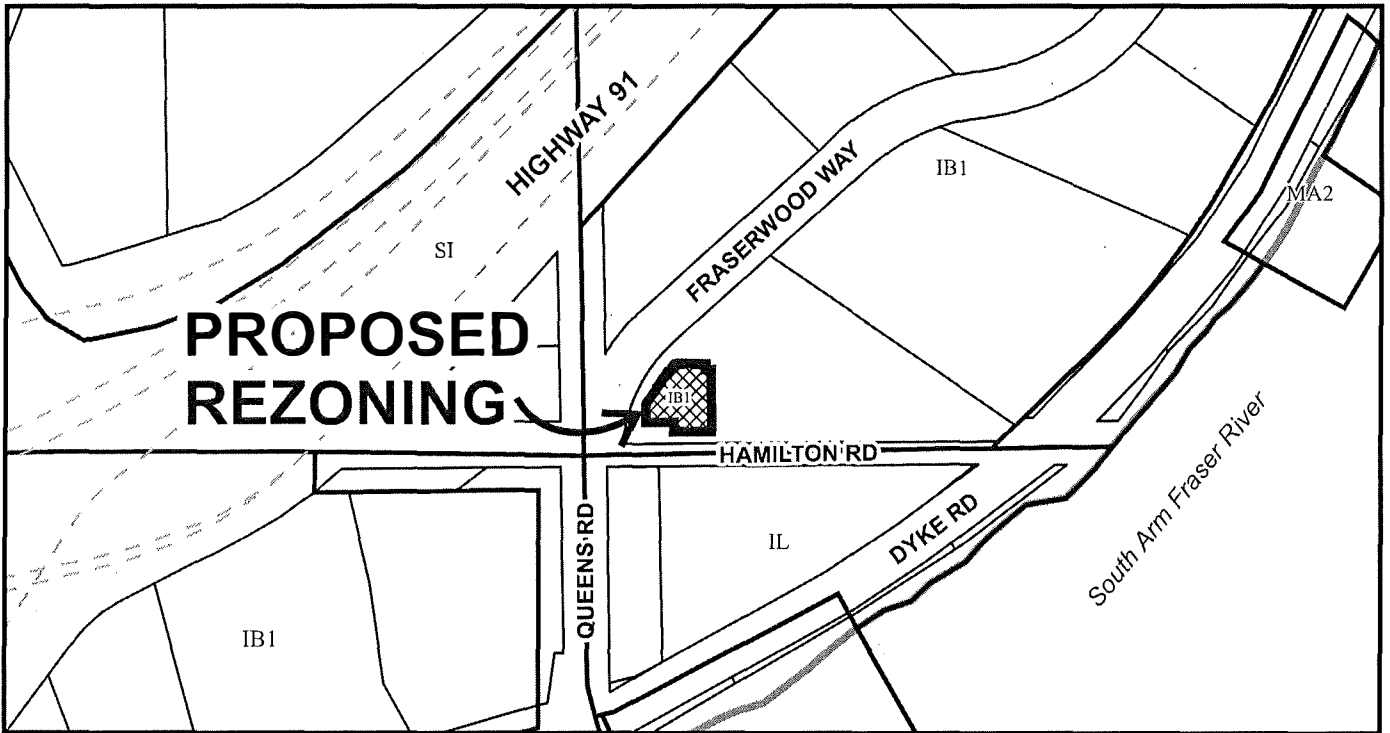 HIGHWAY 91
FRASERWOOD WAY
IB1
MA2
SI
PROPOSED
REZONING
IB1
HAMILTON RD
QUEENS RD
IL
DYKE RD
South Arm Fraser River
IB1